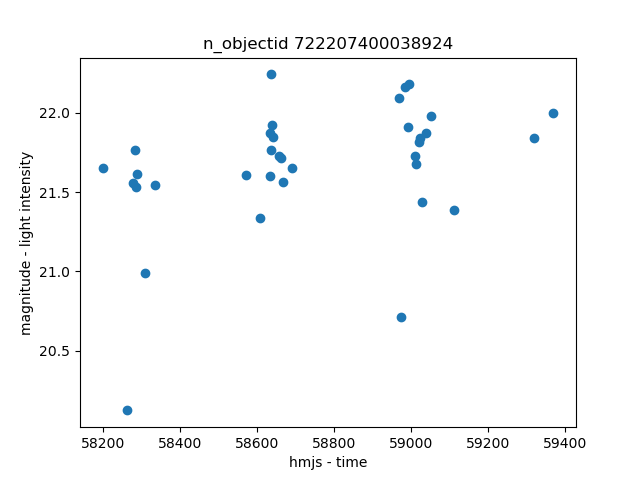 n_objectid 722207400038924
magnitude - light intensity
22.0
21.5
21.0
20.5
58200 58400 58600 58800 59000 59200 59400
hmjs - time